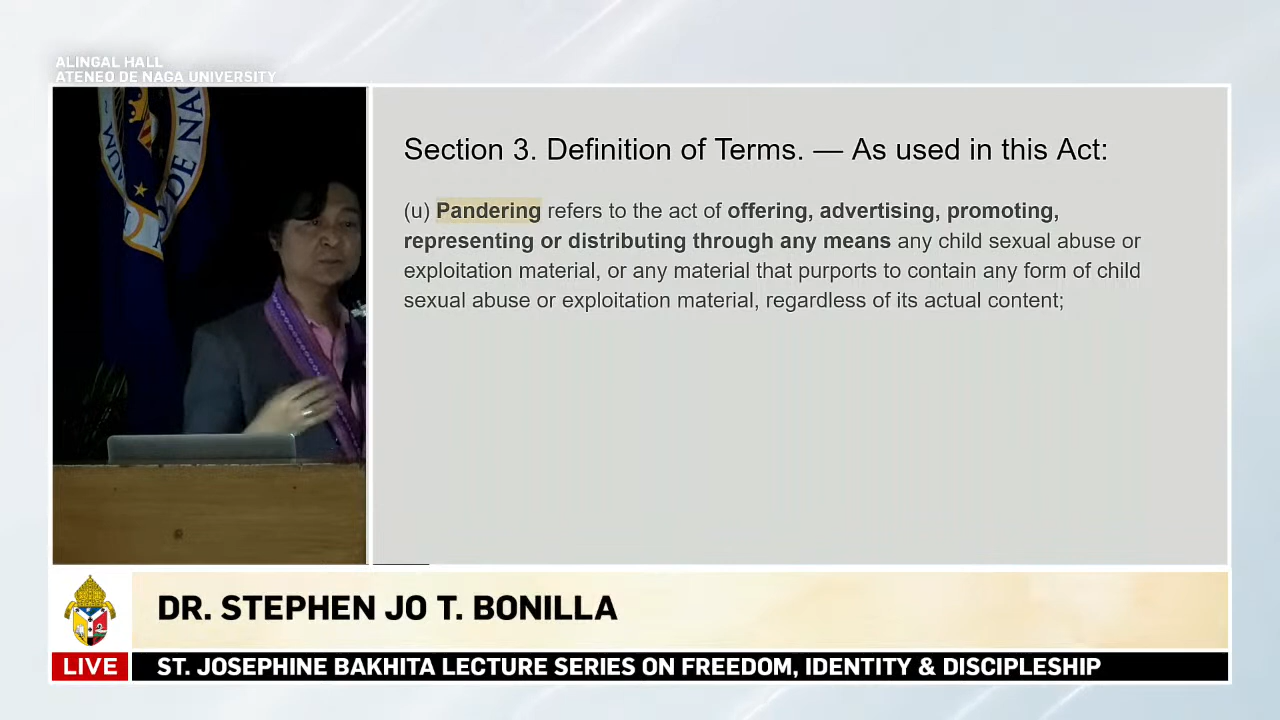 ALINGAL HALL
ATENEO DE NAGA UNIVERSITY
DE NAG
Section 3. Definition of Terms. — As used in this Act:
(u) Pandering refers to the act of offering, advertising, promoting,
representing or distributing through any means any child sexual abuse or
exploitation material, or any material that purports to contain any form of child
sexual abuse or exploitation material, regardless of its actual content;
DR. STEPHEN JO T. BONILLA
LIVE
ST. JOSEPHINE BAKHITA LECTURE SERIES ON FREEDOM, IDENTITY & DISCIPLESHIP